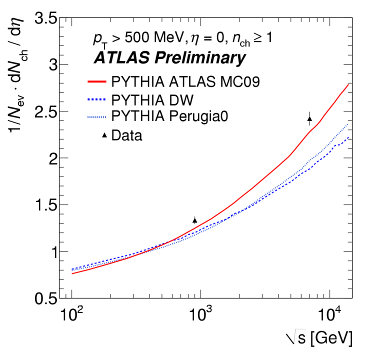 p_T > 500 MeV, η = 0, n_ch ≥ 1
ATLAS Preliminary
PYTHIA ATLAS MC09
PYTHIA DW
PYTHIA Perugia0
Data
1/N_ev · dN_ch / dη
3.5
3
2.5
2
1.5
1
0.5
10^2
10^3
10^4
√s [GeV]